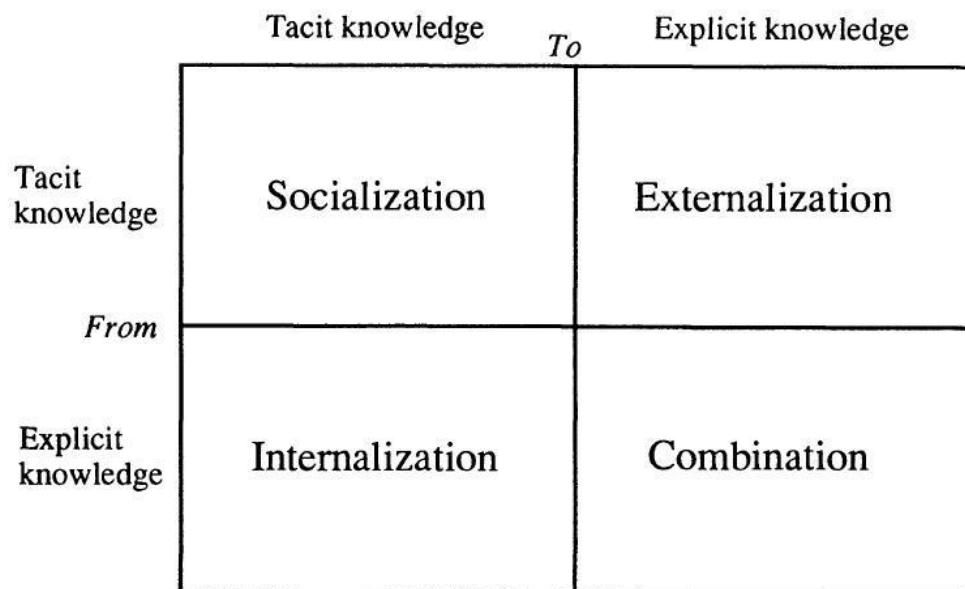 Tacit knowledge
To
Explicit knowledge
Tacit
knowledge
Socialization
Externalization
From
Explicit
knowledge
Internalization
Combination